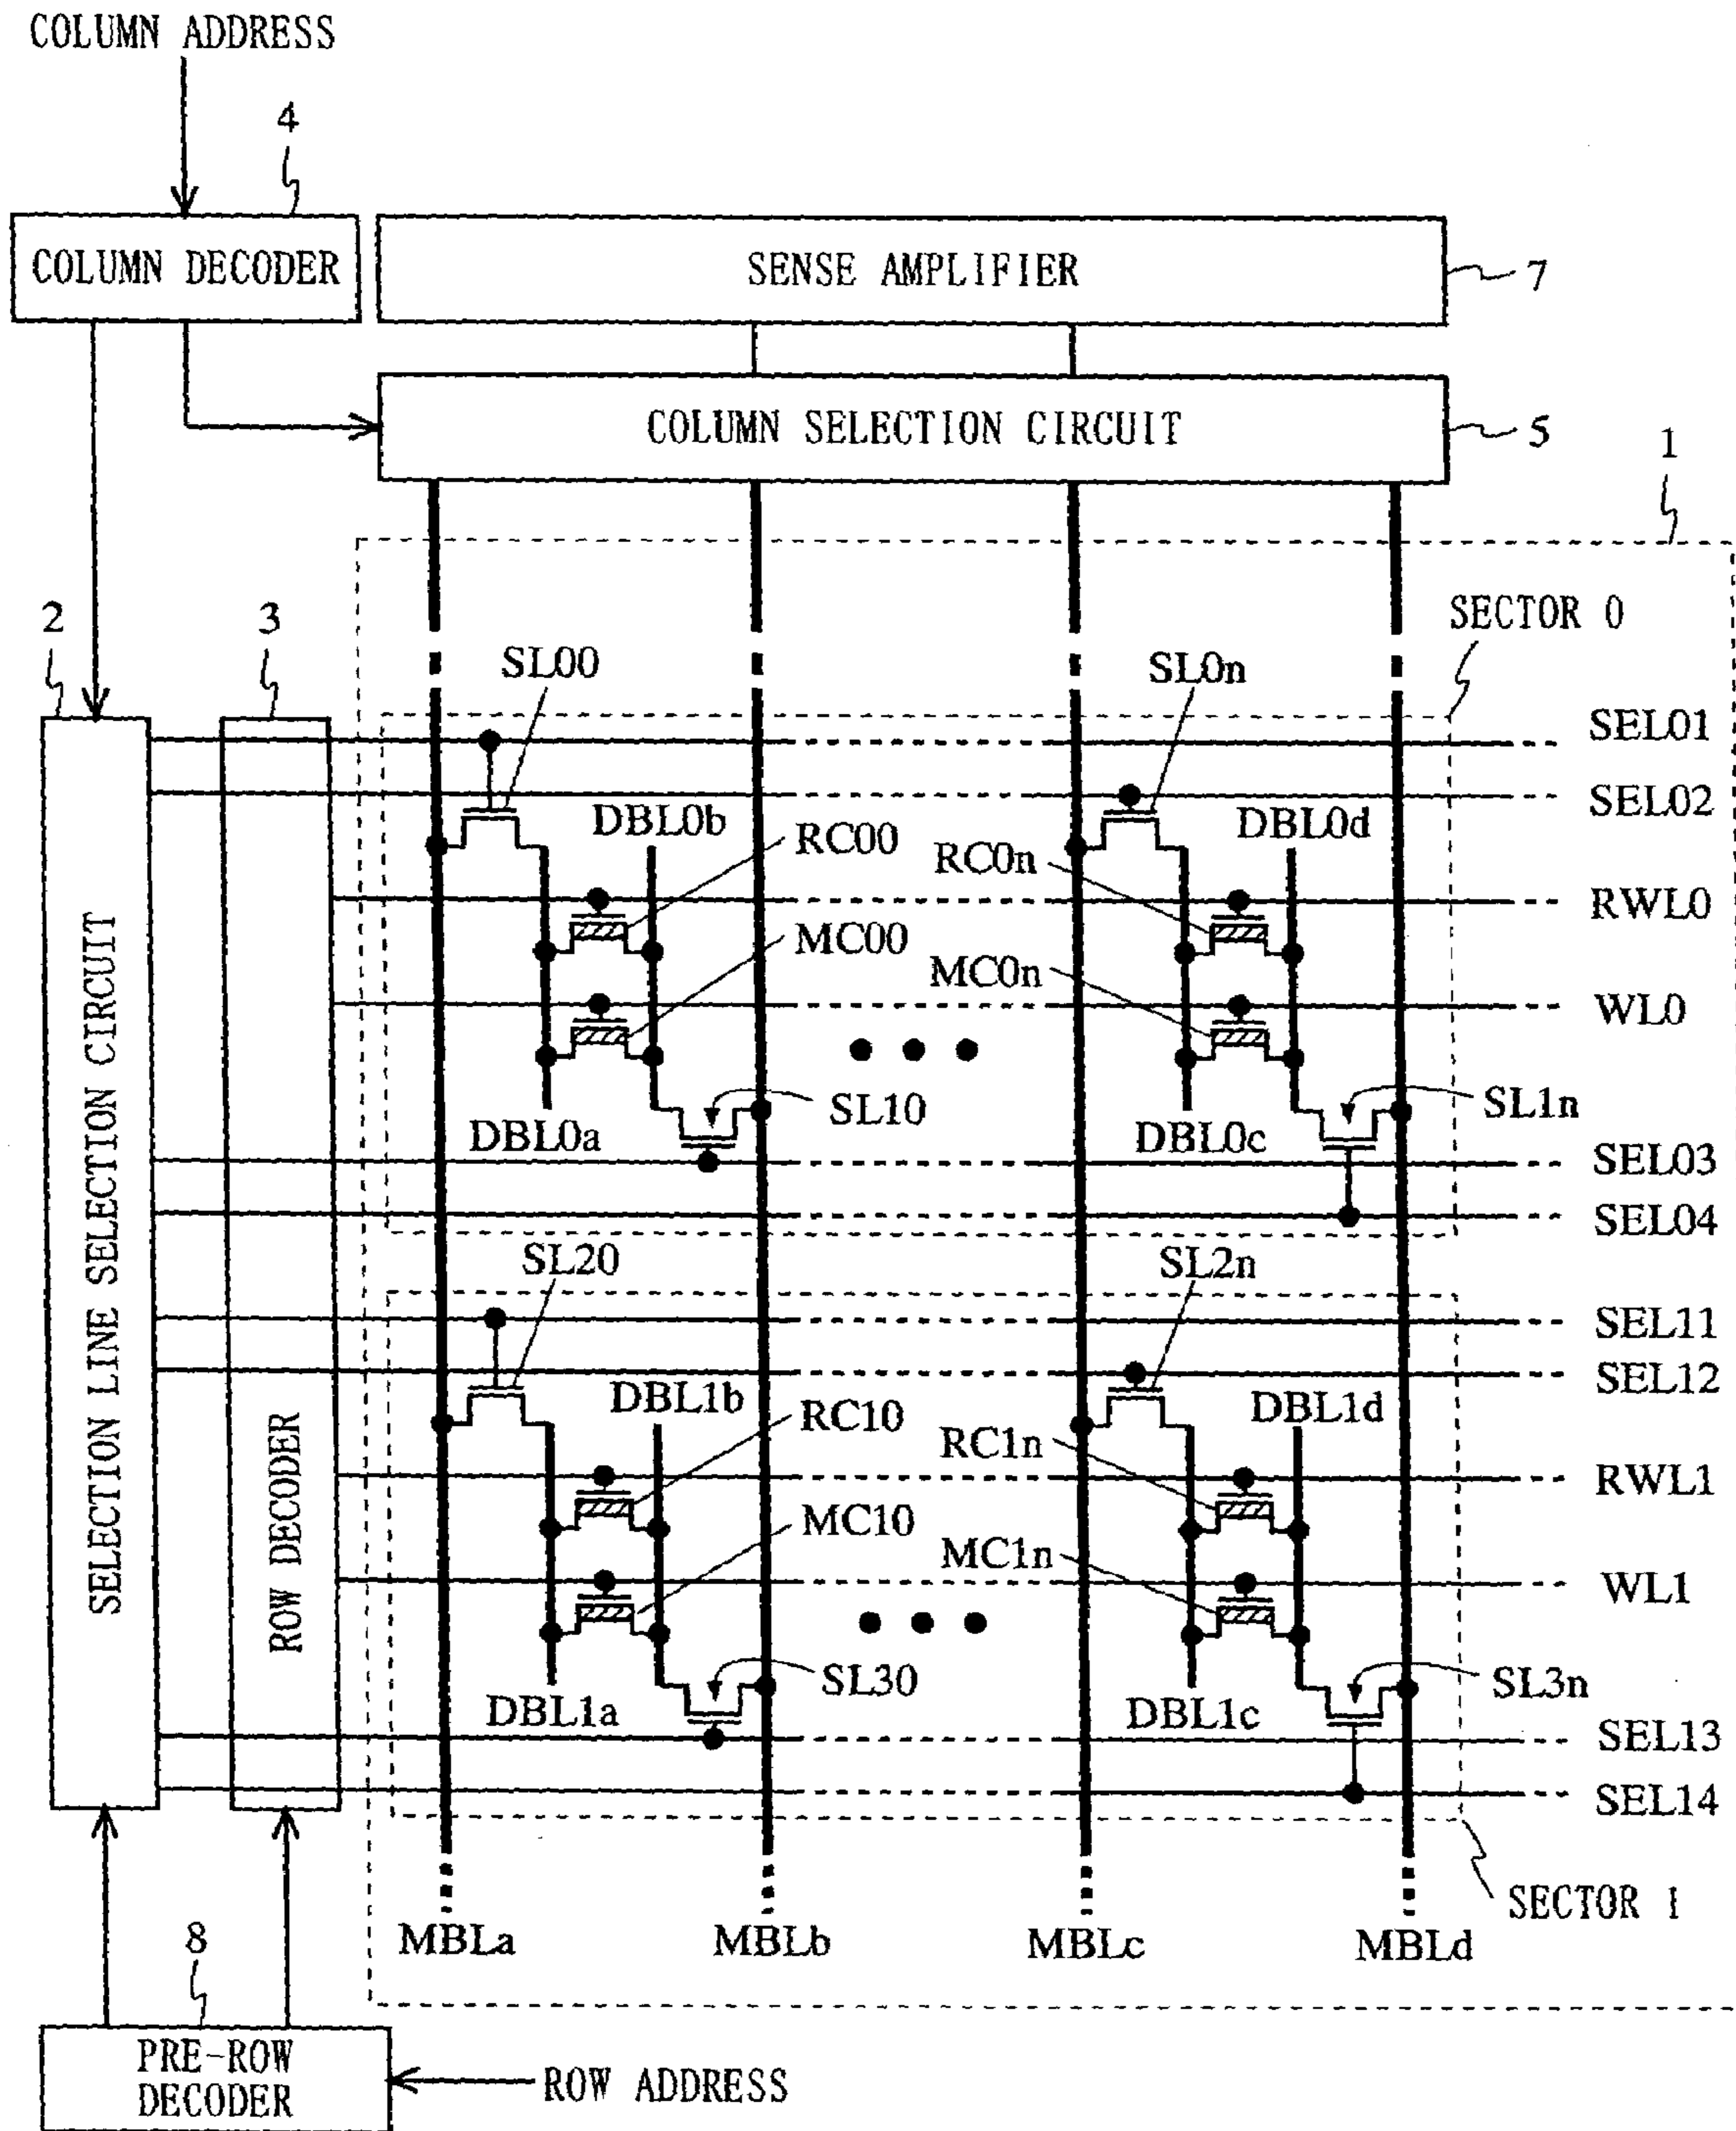 COLUMN ADDRESS
4
COLUMN DECODER
SENSE AMPLIFIER
7
COLUMN SELECTION CIRCUIT
5
1
2
3
SECTOR 0
SL00
SL0n
SEL01
SEL02
DBL0b
RC00
RC0n
DBL0d
RWL0
MC00
MC0n
WL0
SL10
SL1n
DBL0a
DBL0c
SEL03
SEL04
SELECTION LINE SELECTION CIRCUIT
ROW DECODER
SL20
SL2n
SEL11
SEL12
DBL1b
RC10
RC1n
DBL1d
RWL1
MC10
MC1n
WL1
SL30
SL3n
DBL1a
DBL1c
SEL13
SEL14
SECTOR 1
MBLa
MBLb
MBLc
MBLd
8
PRE-ROW
DECODER
ROW ADDRESS